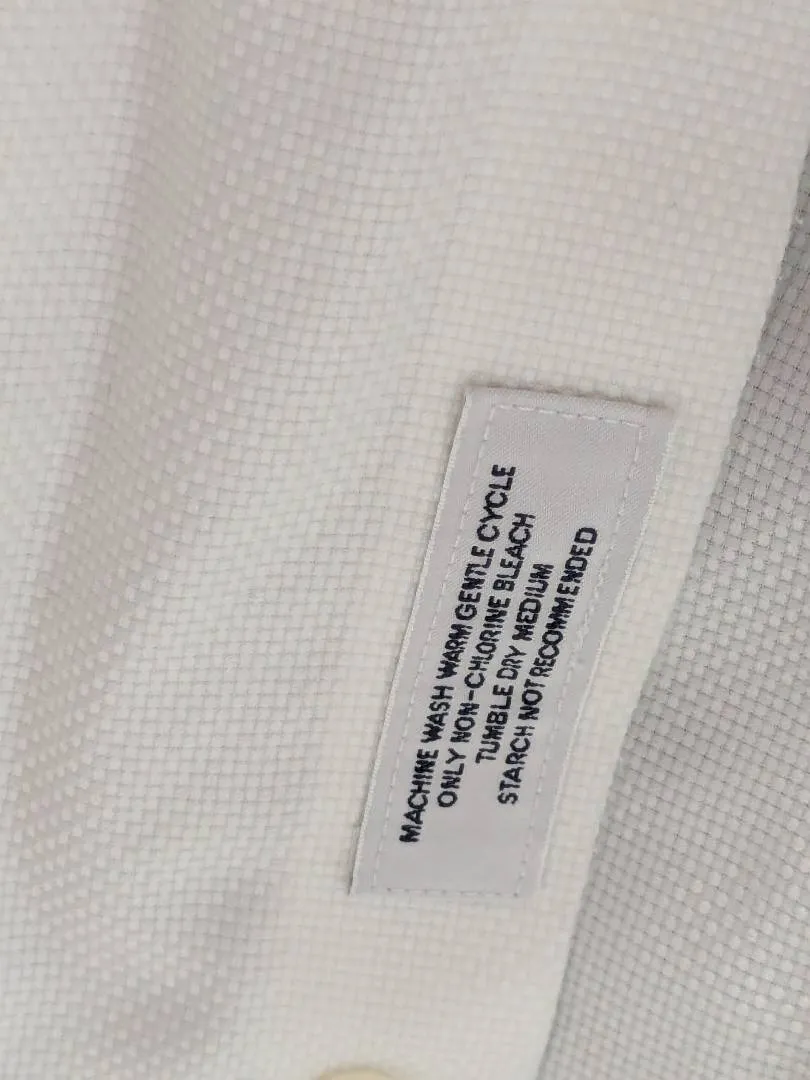 MACHINE WASH WARM GENTLE CYCLE
ONLY NON-CHLORINE BLEACH
TUMBLE DRY MEDIUM
STARCH NOT RECOMMENDED